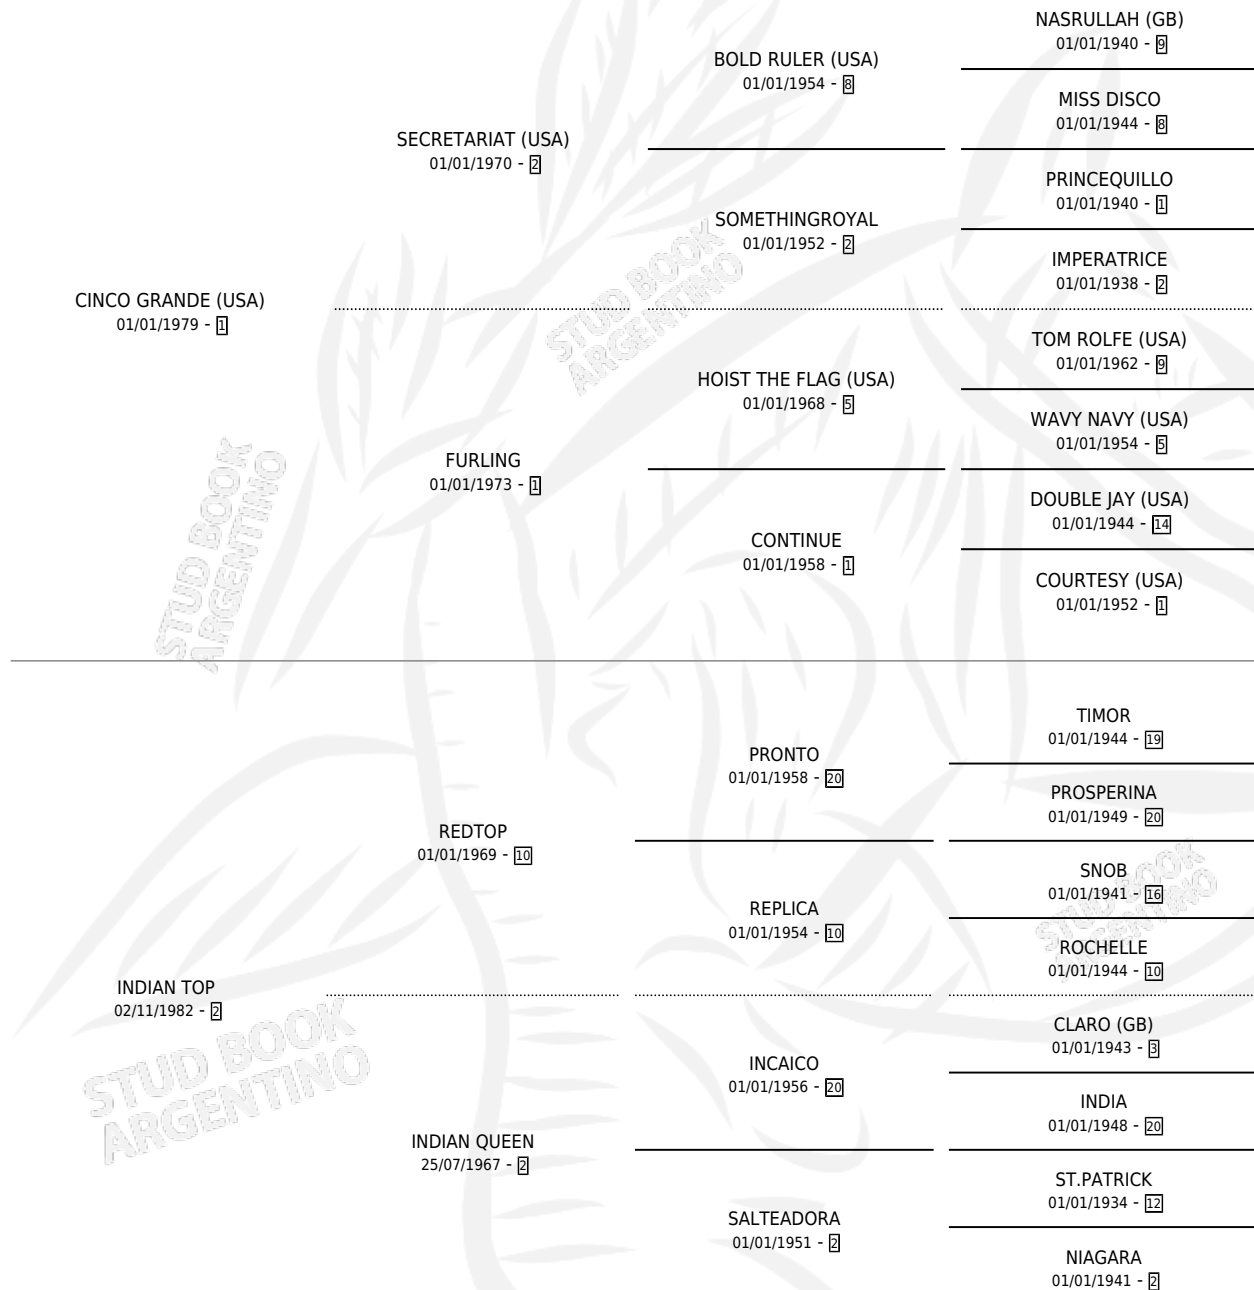 NASRULLAH (GB)
01/01/1940 - 9
BOLD RULER (USA)
01/01/1954 - 8
MISS DISCO
01/01/1944 - 8
SECRETARIAT (USA)
01/01/1970 - 2
PRINCEQUILLO
01/01/1940 - 1
SOMETHINGROYAL
01/01/1952 - 2
IMPERATRICE
01/01/1938 - 2
CINCO GRANDE (USA)
01/01/1979 - 1
TOM ROLFE (USA)
01/01/1962 - 9
HOIST THE FLAG (USA)
01/01/1968 - 5
WAVY NAVY (USA)
01/01/1954 - 5
FURLING
01/01/1973 - 1
DOUBLE JAY (USA)
01/01/1944 - 14
CONTINUE
01/01/1958 - 1
COURTESY (USA)
01/01/1952 - 1
TIMOR
01/01/1944 - 19
PRONTO
01/01/1958 - 20
PROSPERINA
01/01/1949 - 20
REDTOP
01/01/1969 - 10
SNOB
01/01/1941 - 16
REPLICA
01/01/1954 - 10
ROCHELLE
01/01/1944 - 10
INDIAN TOP
02/11/1982 - 2
CLARO (GB)
01/01/1943 - 3
INCAICO
01/01/1956 - 20
INDIA
01/01/1948 - 20
INDIAN QUEEN
25/07/1967 - 2
ST.PATRICK
01/01/1934 - 12
SALTEADORA
01/01/1951 - 2
NIAGARA
01/01/1941 - 2
STUD BOOK
ARGENTINO
STUD BOOK
ARGENTINO
STUD BOOK
ARGENTINO
STUD BOOK
ARGENTINO